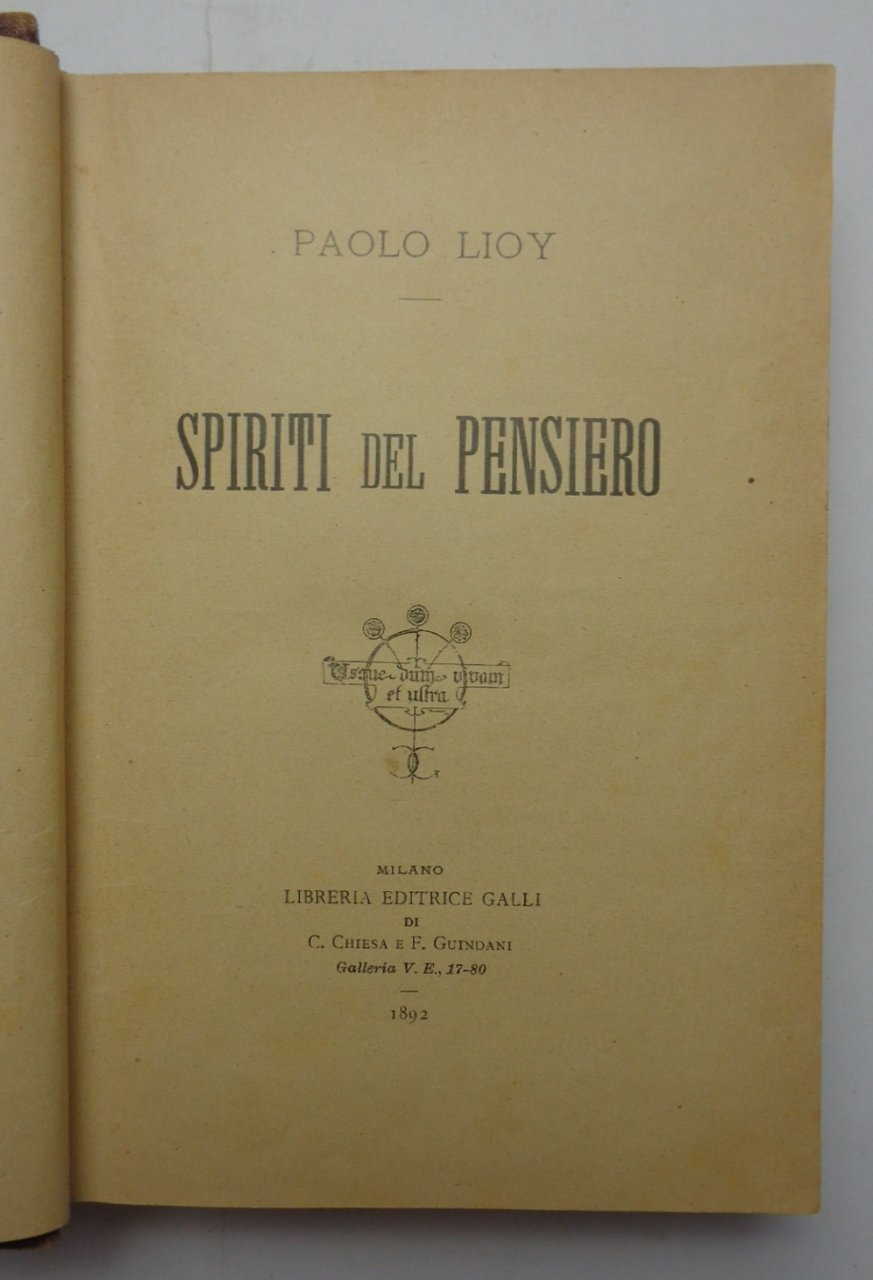 PAOLO LIOY
SPIRITI DEL PENSIERO
Usque dum vivam
et ultra
MILANO
LIBRERIA EDITRICE GALLI
DI
C. CHIESA E F. GUINDANI
Galleria V. E., 17-80
1892